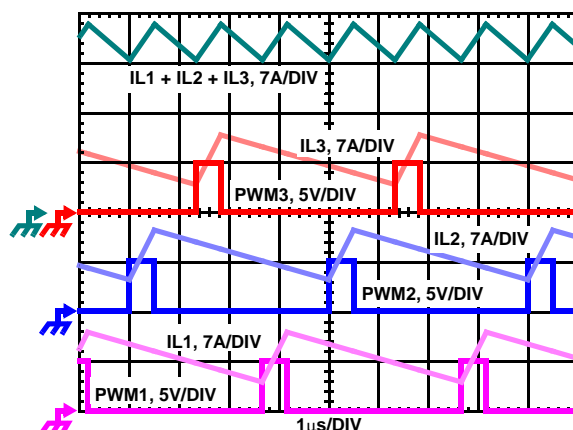 IL1 + IL2 + IL3, 7A/DIV
IL3, 7A/DIV
PWM3, 5V/DIV
IL2, 7A/DIV
PWM2, 5V/DIV
IL1, 7A/DIV
PWM1, 5V/DIV
1μs/DIV